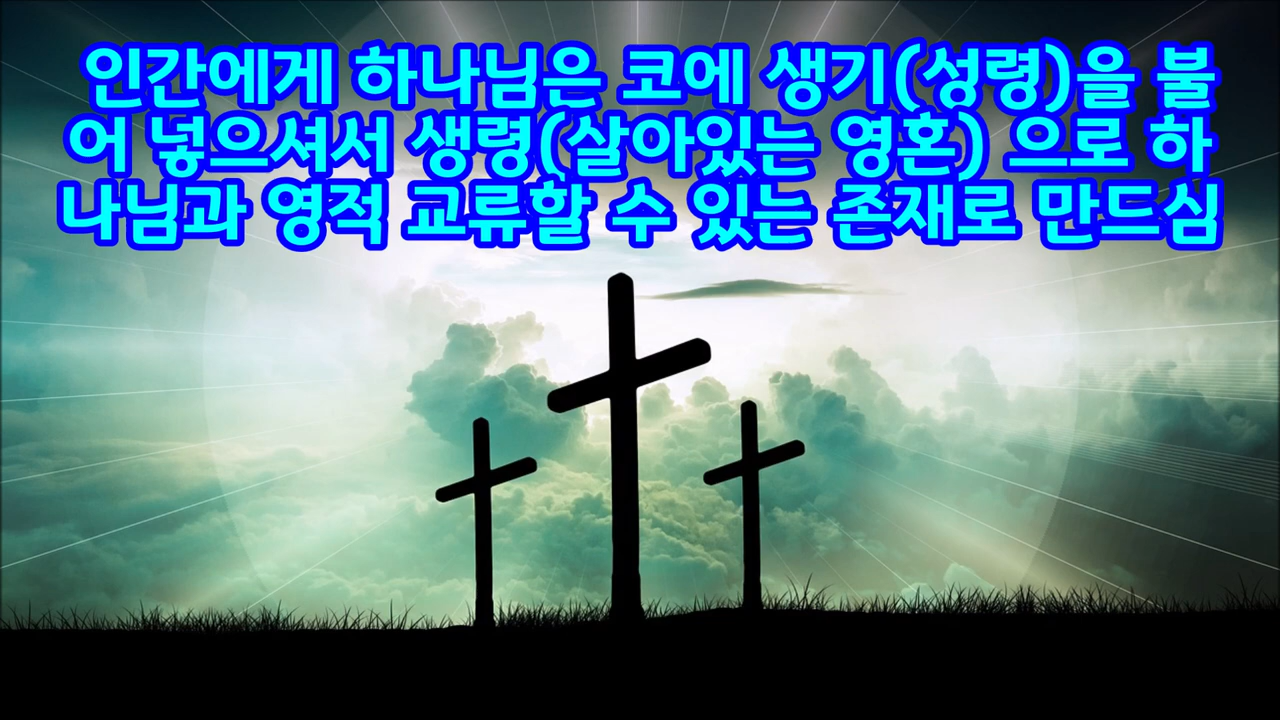 인간에게 하나님은 코에 생기(성령)을 불
어 넣으셔서 생령(살아있는 영혼) 으로 하
나님과 영적 교류할 수 있는 존재로 만드심